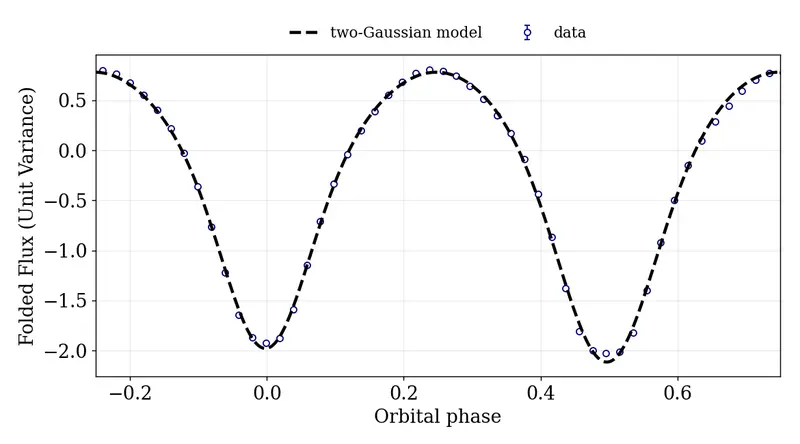 two-Gaussian model data
Folded Flux (Unit Variance)
0.5
0.0
−0.5
−1.0
−1.5
−2.0
−0.2 0.0 0.2 0.4 0.6
Orbital phase